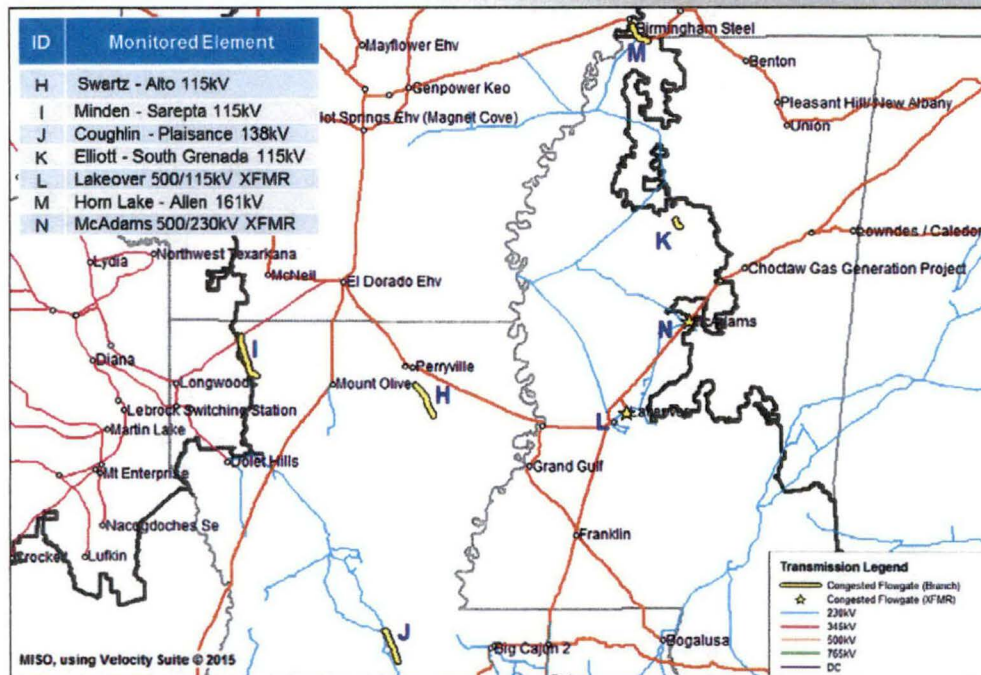 ID Monitored Element
H Swartz - Alto 115kV
I Minden - Sarepta 115kV
J Coughlin - Plaisance 138kV
K Elliott - South Grenada 115kV
L Lakeover 500/115kV XFMR
M Horn Lake - Allen 161kV
N McAdams 500/230kV XFMR
Birmingham Steel
Mayflower Ehv
M
Benton
Genpower Keo
Pleasant Hill/ New Albany
lot Springs Ehv (Magnet Cove)
Union
K
Lowndes / Caledon
Northwest Texarkana
Lydia
McNeil
El Dorado Ehv
Choctaw Gas Generation Project
N
I
Diana
Perryville
Longwood
Mount Olive
H
Lebrock Switching Station
L
Martin Lake
Dolet Hills
Grand Gulf
Mt Enterprise
Nacogdoches Se
Franklin
Crocket
Lufkin
Transmission Legend
Congested Flowgate (Branch)
Congested Flowgate (XFMR)
230kV
345kV
500kV
765kV
DC
J
Big Cajun 2
Bogalusa
MISO, using Velocity Suite © 2015